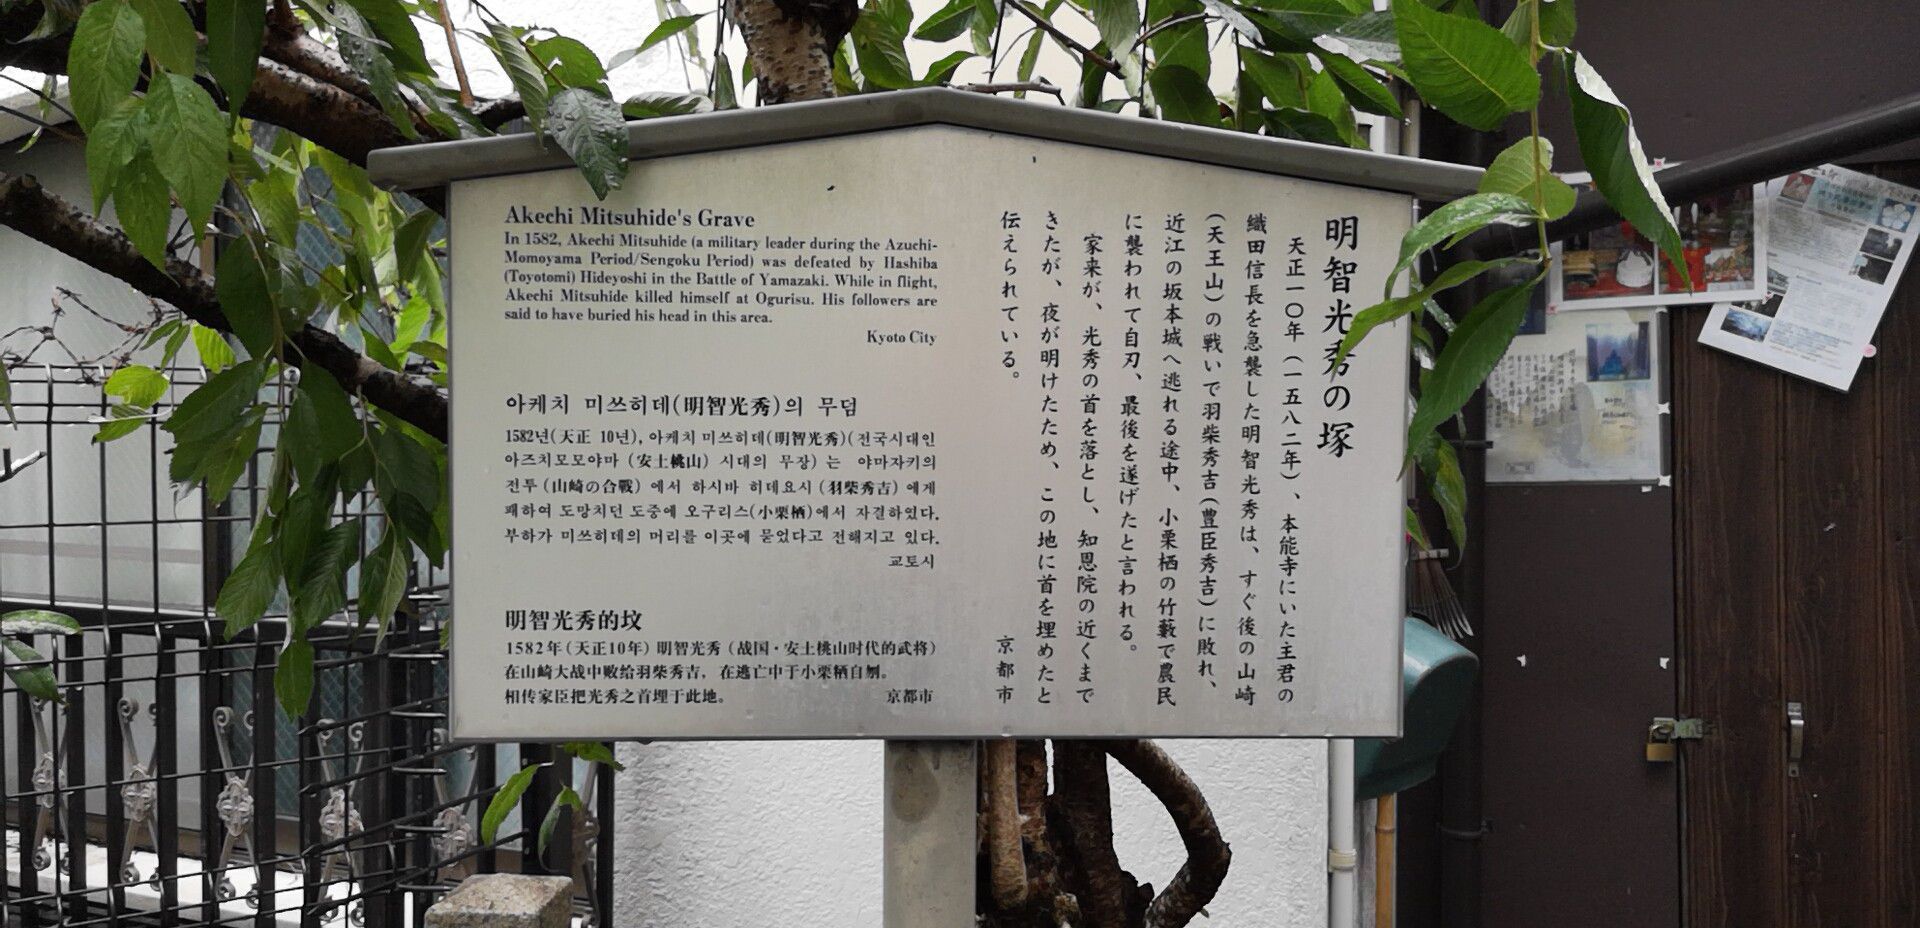 Akechi Mitsuhide's Grave
In 1582, Akechi Mitsuhide (a military leader during the Azuchi-
Momoyama Period/Sengoku Period) was defeated by Hashiba
(Toyotomi) Hideyoshi in the Battle of Yamazaki. While in flight,
Akechi Mitsuhide killed himself at Ogurisu. His followers are
said to have buried his head in this area.
Kyoto City
아케치 미쓰히데(明智光秀)의 무덤
1582년(天正 10년), 아케치 미쓰히데(明智光秀)(전국시대인
아즈치모모야마 (安土桃山) 시대의 무장) 는 야마자키의
전투 (山崎の合戰) 에서 하시바 히데요시 (羽柴秀吉) 에게
패하여 도망치던 도중에 오구리스(小栗栖)에서 자결하였다.
부하가 미쓰히데의 머리를 이곳에 묻었다고 전해지고 있다.
교토시
明智光秀的坟
1582年(天正10年) 明智光秀 (战国・安土桃山时代的武将)
在山崎大战中败给羽柴秀吉，在逃亡中于小栗栖自刎。
相传家臣把光秀之首埋于此地。
京都市
明智光秀の塚
天正一〇年(一五八二年)、本能寺にいた主君の
織田信長を急襲した明智光秀は、すぐ後の山崎
(天王山)の戦いで羽柴秀吉(豊臣秀吉)に敗れ、
近江の坂本城へ逃れる途中、小栗栖の竹藪で農民
に襲われて自刃、最後を遂げたと言われる。
家来が、光秀の首を落とし、知恩院の近くまで
きたが、夜が明けたため、この地に首を埋めたと
伝えられている。
京都市